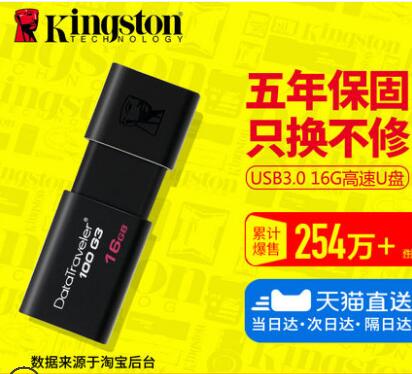 Kingston
TECHNOLOGY
五年保固
只换不修
USB3.0 16G高速U盘
累计
爆售
254万+
DataTraveler®
100 G3
16GB
天猫直送
当日达·次日达·隔日达
数据来源于淘宝后台